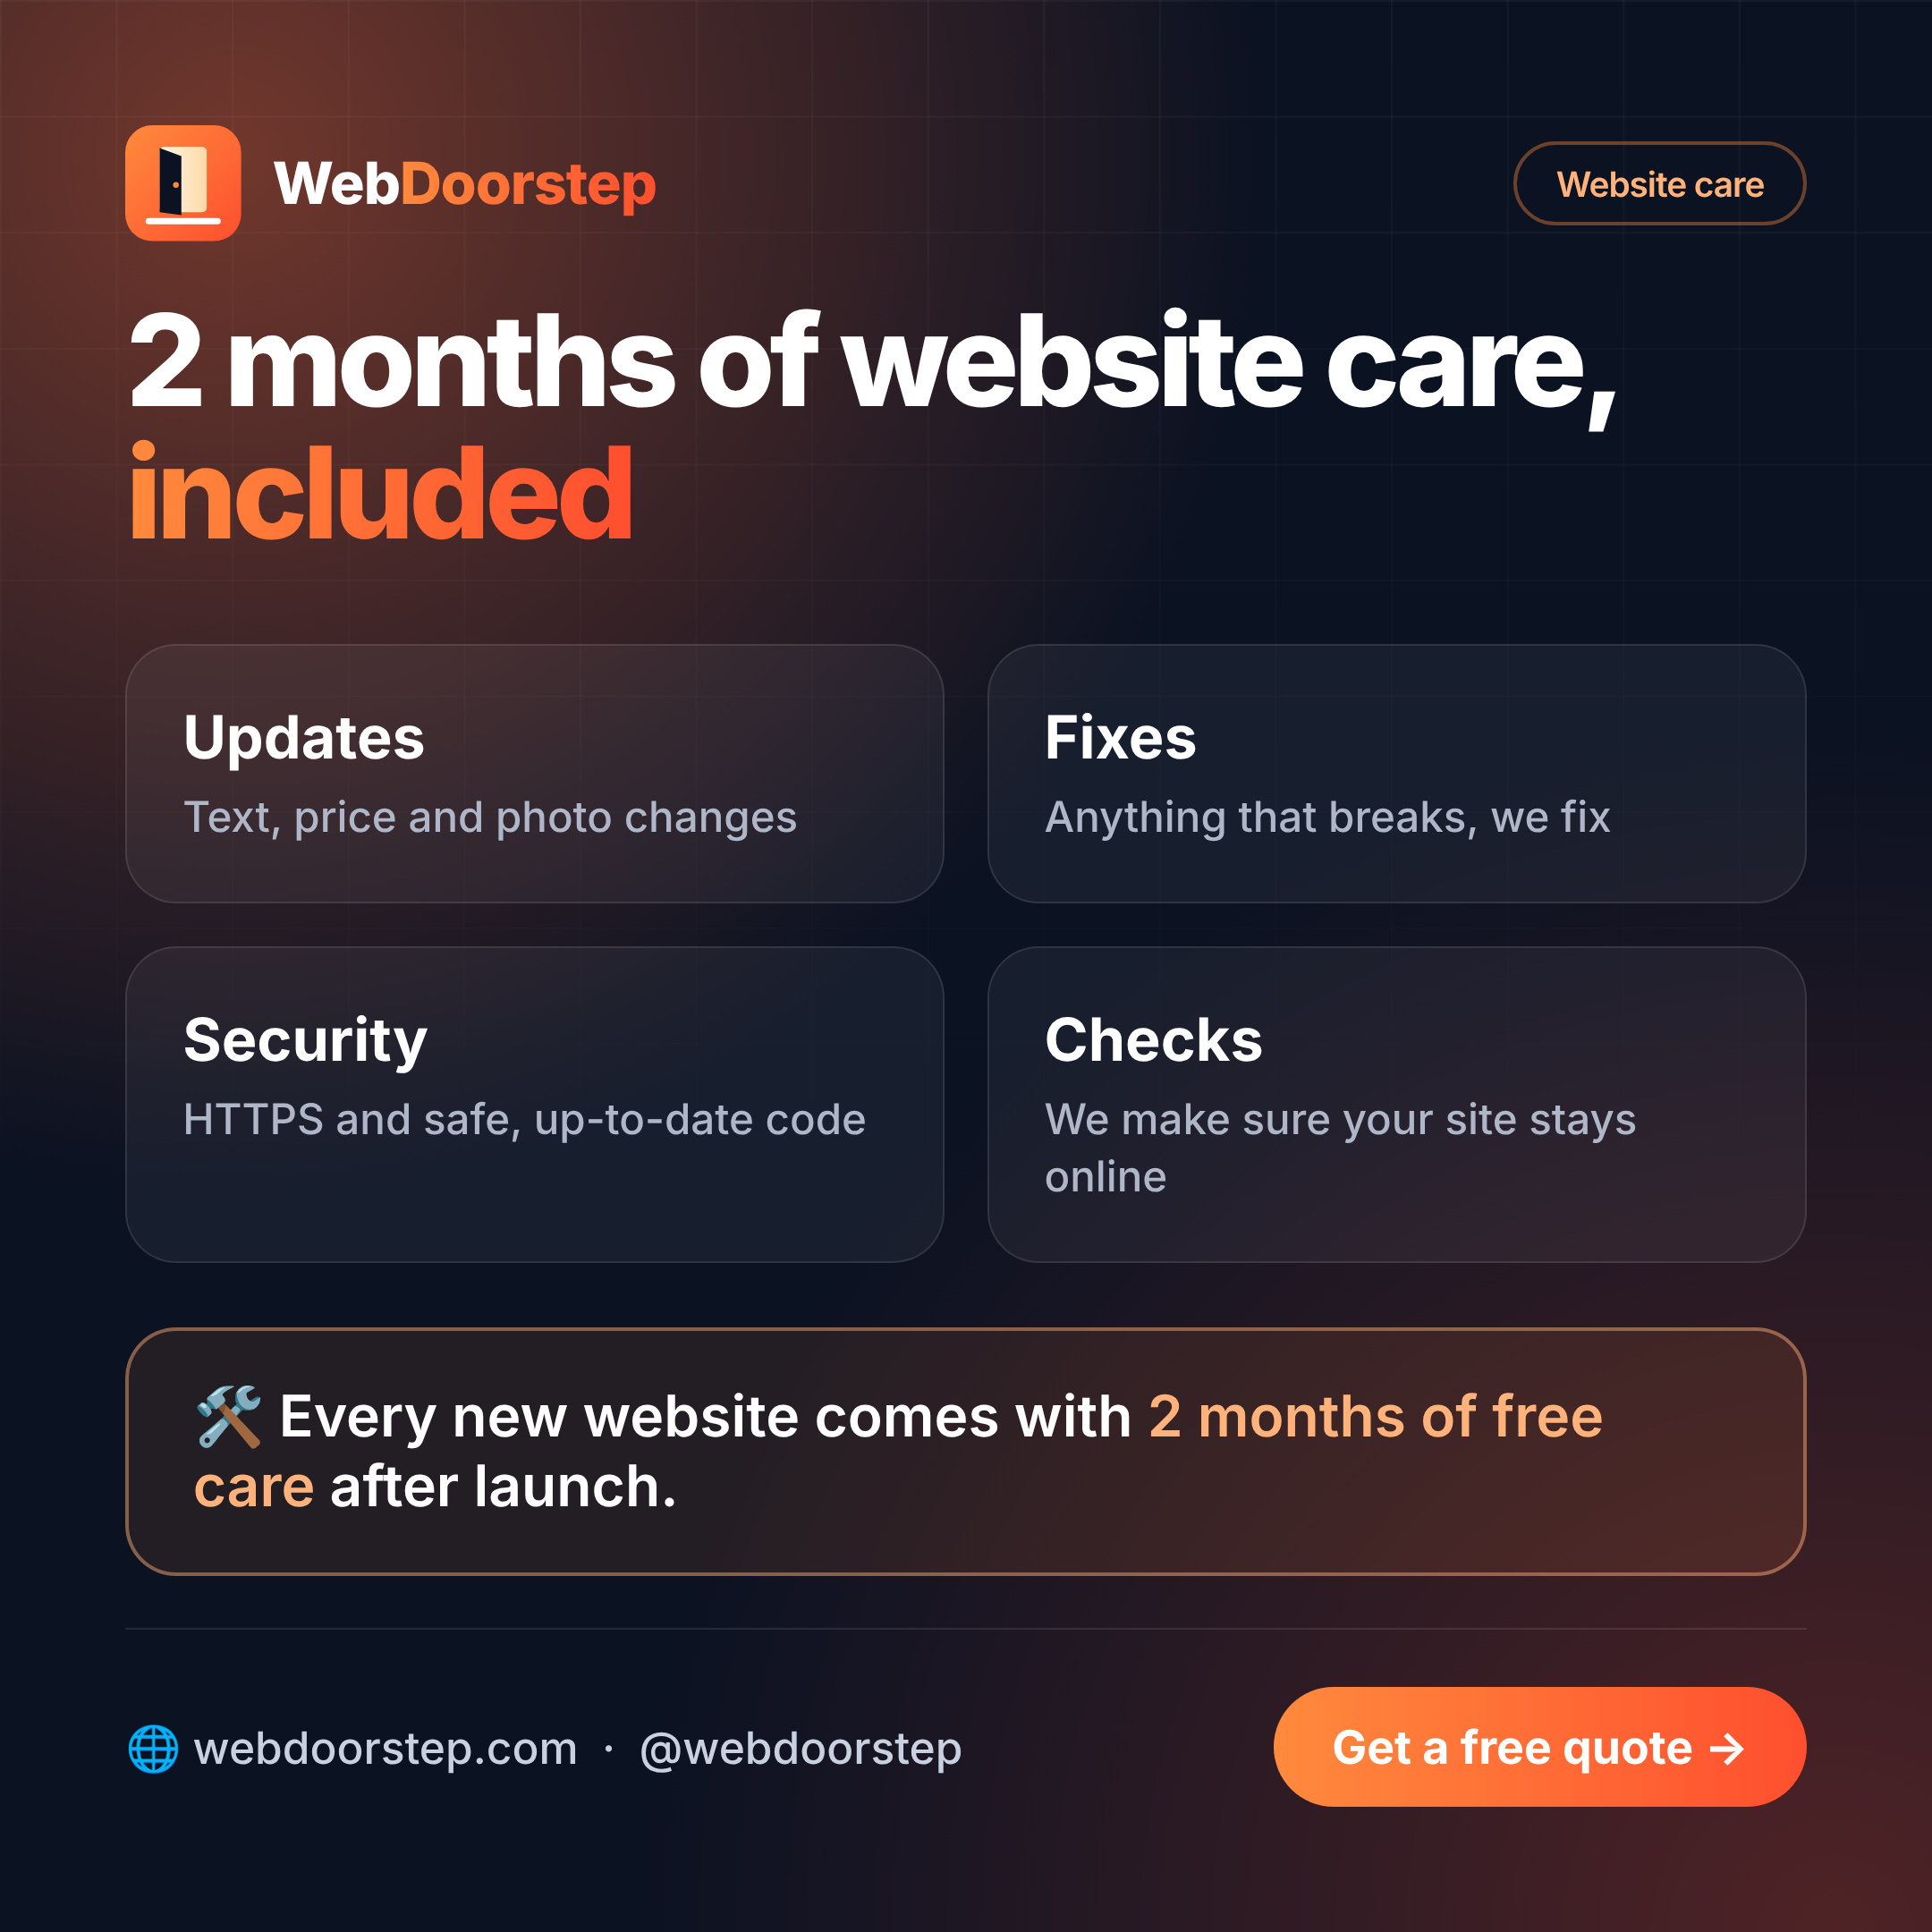 WebDoorstep
Website care
2 months of website care,
included
Updates
Text, price and photo changes
Fixes
Anything that breaks, we fix
Security
HTTPS and safe, up-to-date code
Checks
We make sure your site stays
online
🛠️ Every new website comes with 2 months of free
care after launch.
🌐 webdoorstep.com · @webdoorstep
Get a free quote →